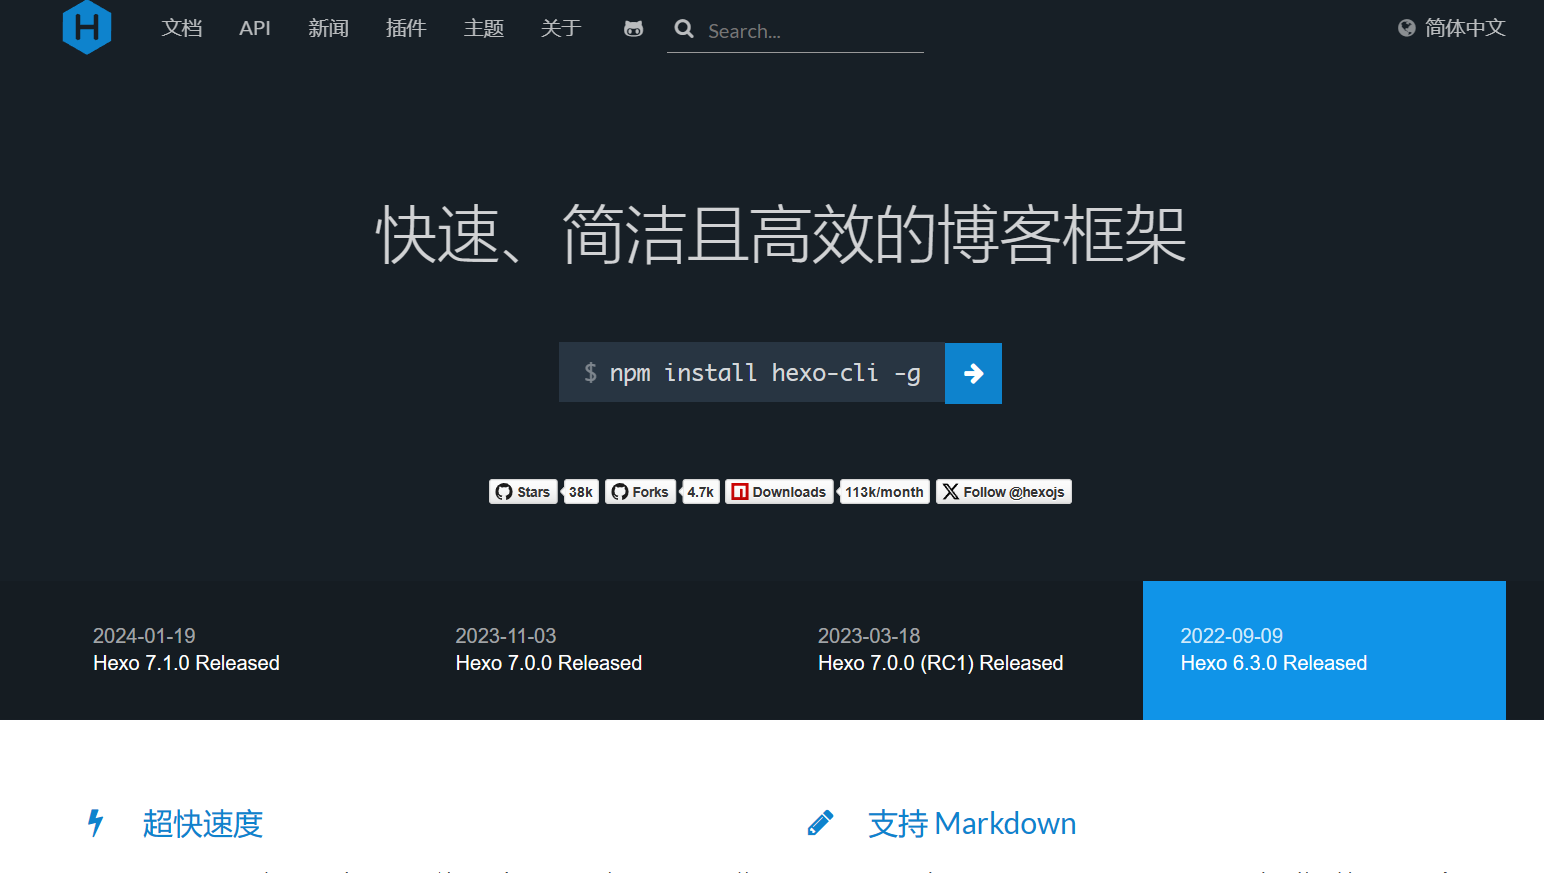 文档 API 新闻 插件 主题 关于 Search... 简体中文
快速、简洁且高效的博客框架
$ npm install hexo-cli -g
Stars 38k Forks 4.7k Downloads 113k/month Follow @hexojs
2024-01-19
Hexo 7.1.0 Released
2023-11-03
Hexo 7.0.0 Released
2023-03-18
Hexo 7.0.0 (RC1) Released
2022-09-09
Hexo 6.3.0 Released
超快速度
支持 Markdown